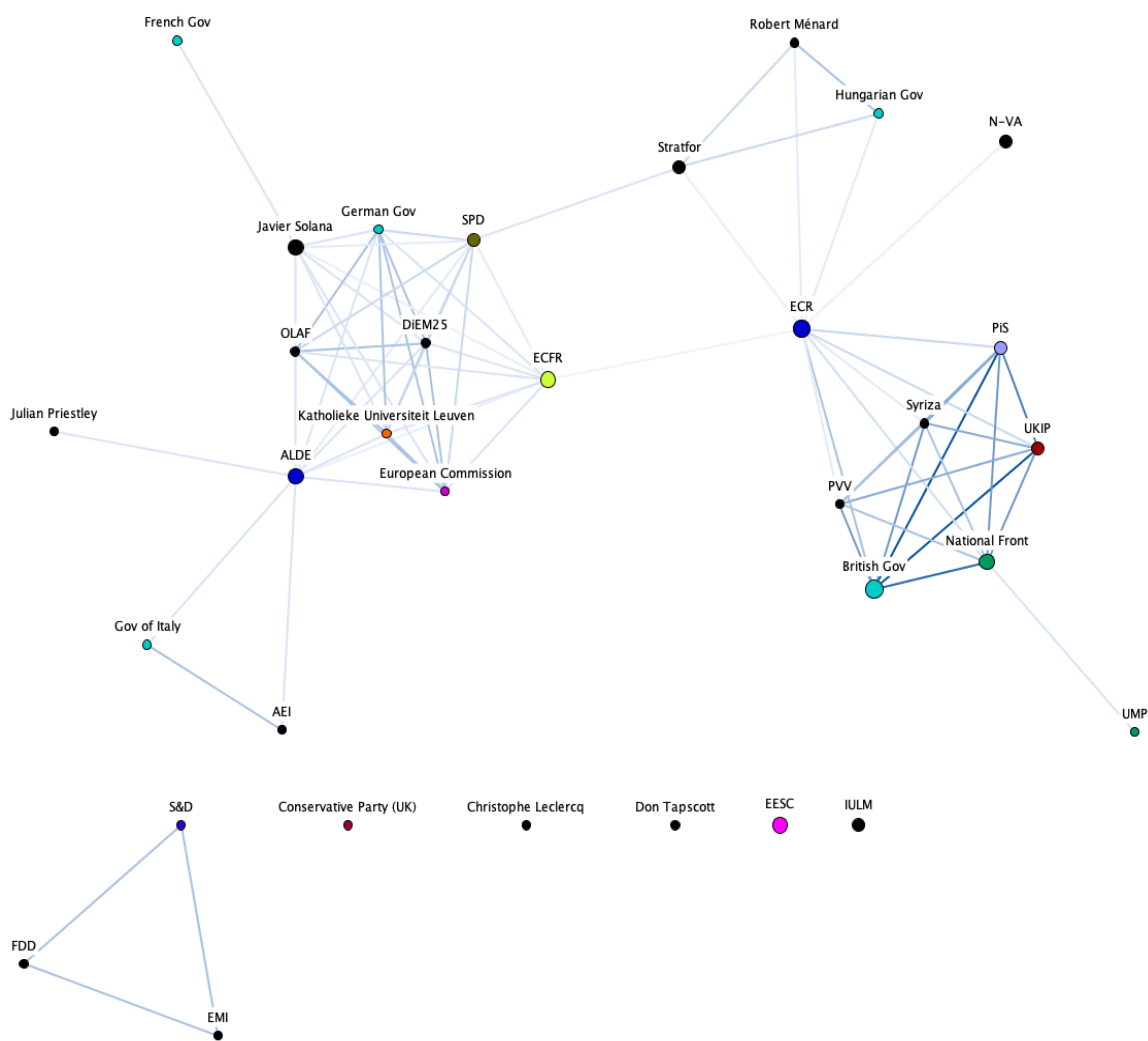 French Gov
Robert Ménard
Hungarian Gov
N-VA
Stratfor
German Gov
SPD
Javier Solana
ECR
DiEM25
PiS
OLAF
ECFR
Syriza
Julian Priestley
Katholieke Universiteit Leuven
UKIP
ALDE
European Commission
PVV
National Front
British Gov
Gov of Italy
AEI
UMP
S&D
Conservative Party (UK)
Christophe Leclercq
Don Tapscott
EESC
IULM
FDD
EMI